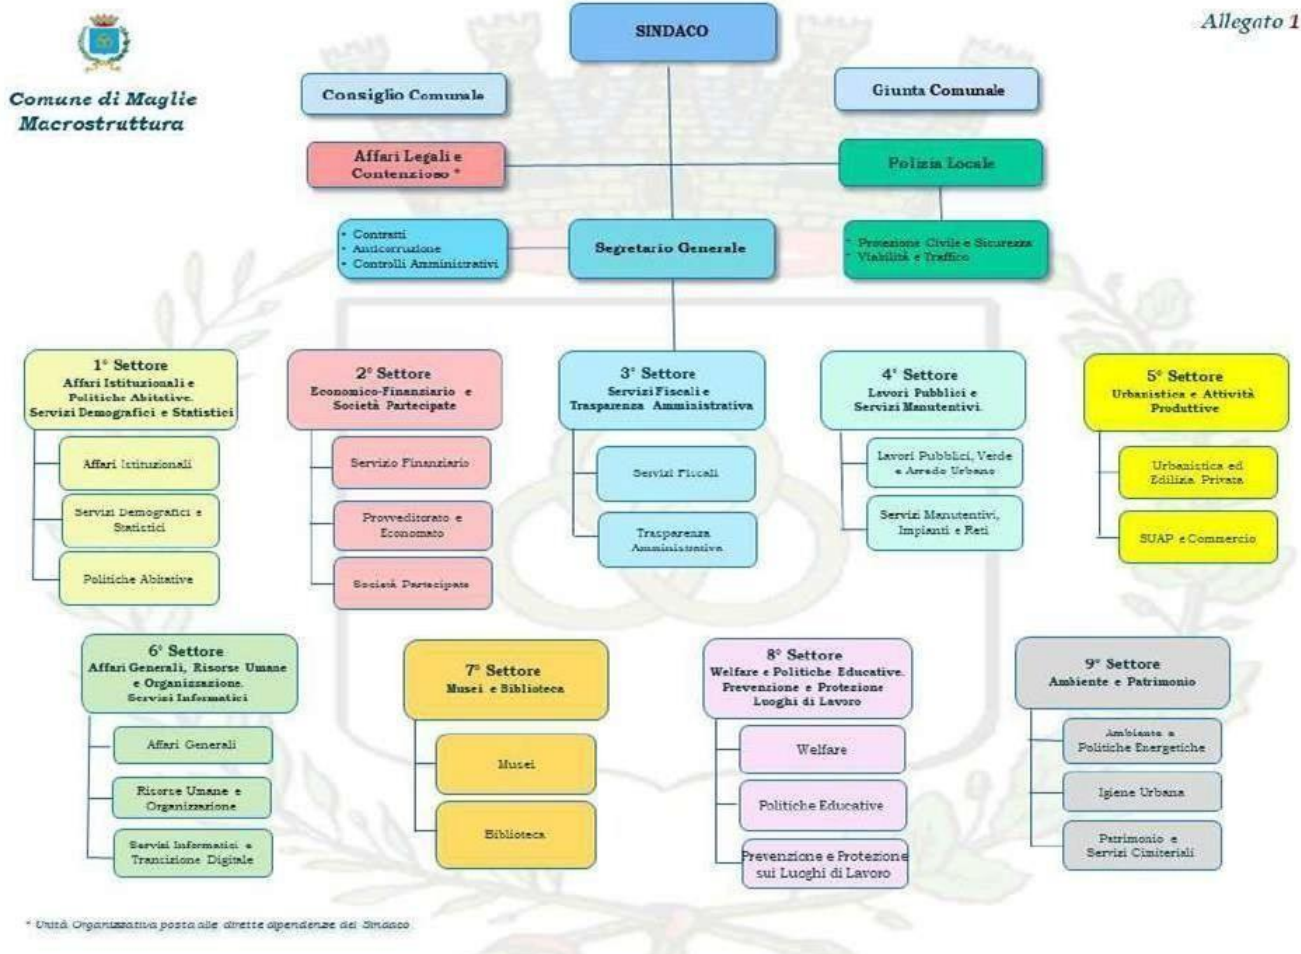 Allegato 1
Comune di Maglie
Macrostruttura
SINDACO
Consiglio Comunale
Giunta Comunale
Affari Legali e
Contenzioso *
Polizia Locale
• Contratti
• Anticorruzione
• Controlli Amministrativi
Segretario Generale
• Protezione Civile e Sicurezza
• Viabilità e Traffico
1° Settore
Affari Istituzionali e
Politiche Abitative.
Servizi Demografici e Statistici
Affari Istituzionali
Servizi Demografici e
Statistici
Politiche Abitative
2° Settore
Economico-Finanziario e
Società Partecipate
Servizio Finanziario
Provveditorato e
Economato
Società Partecipate
3° Settore
Servizi Fiscali e
Trasparenza Amministrativa
Servizi Fiscali
Trasparenza
Amministrativa
4° Settore
Lavori Pubblici e
Servizi Manutentivi.
Lavori Pubblici, Verde
e Arredo Urbano
Servizi Manutentivi,
Impianti e Reti
5° Settore
Urbanistica e Attività
Produttive
Urbanistica ed
Edilizia Privata
SUAP e Commercio
6° Settore
Affari Generali, Risorse Umane
e Organizzazione.
Servizi Informatici
Affari Generali
Risorse Umane e
Organizzazione
Servizi Informatici e
Transizione Digitale
7° Settore
Musei e Biblioteca
Musei
Biblioteca
8° Settore
Welfare e Politiche Educative.
Prevenzione e Protezione
Luoghi di Lavoro
Welfare
Politiche Educative
Prevenzione e Protezione
sui Luoghi di Lavoro
9° Settore
Ambiente e Patrimonio
Ambiente e
Politiche Energetiche
Igiene Urbana
Patrimonio e
Servizi Cimiteriali
* Unità Organizzativa posta alle dirette dipendenze del Sindaco